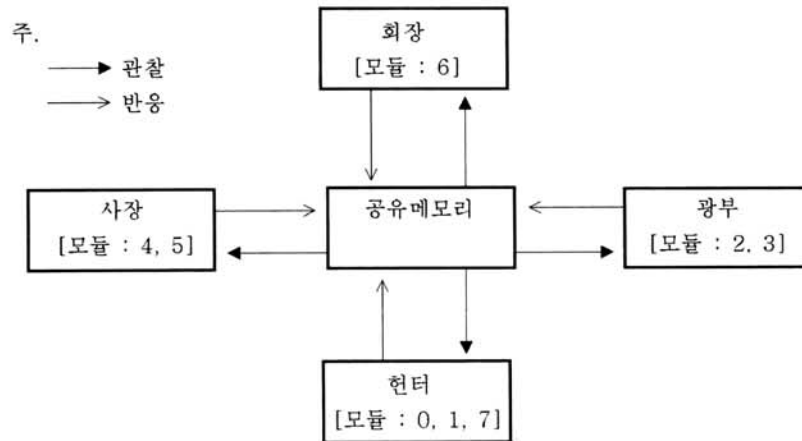 주.
관찰
반응
회장
[모듈 : 6]
사장
[모듈 : 4, 5]
공유메모리
광부
[모듈 : 2, 3]
헌터
[모듈 : 0, 1, 7]